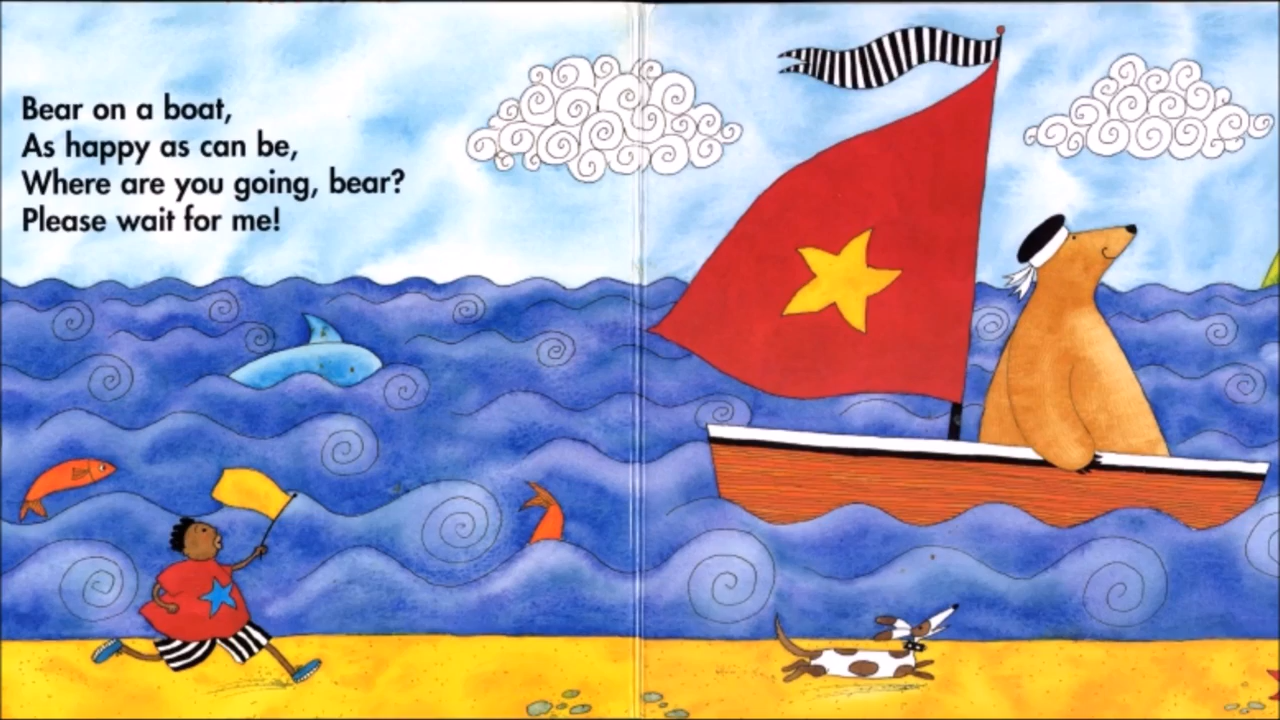 Bear on a boat,
As happy as can be,
Where are you going, bear?
Please wait for me!